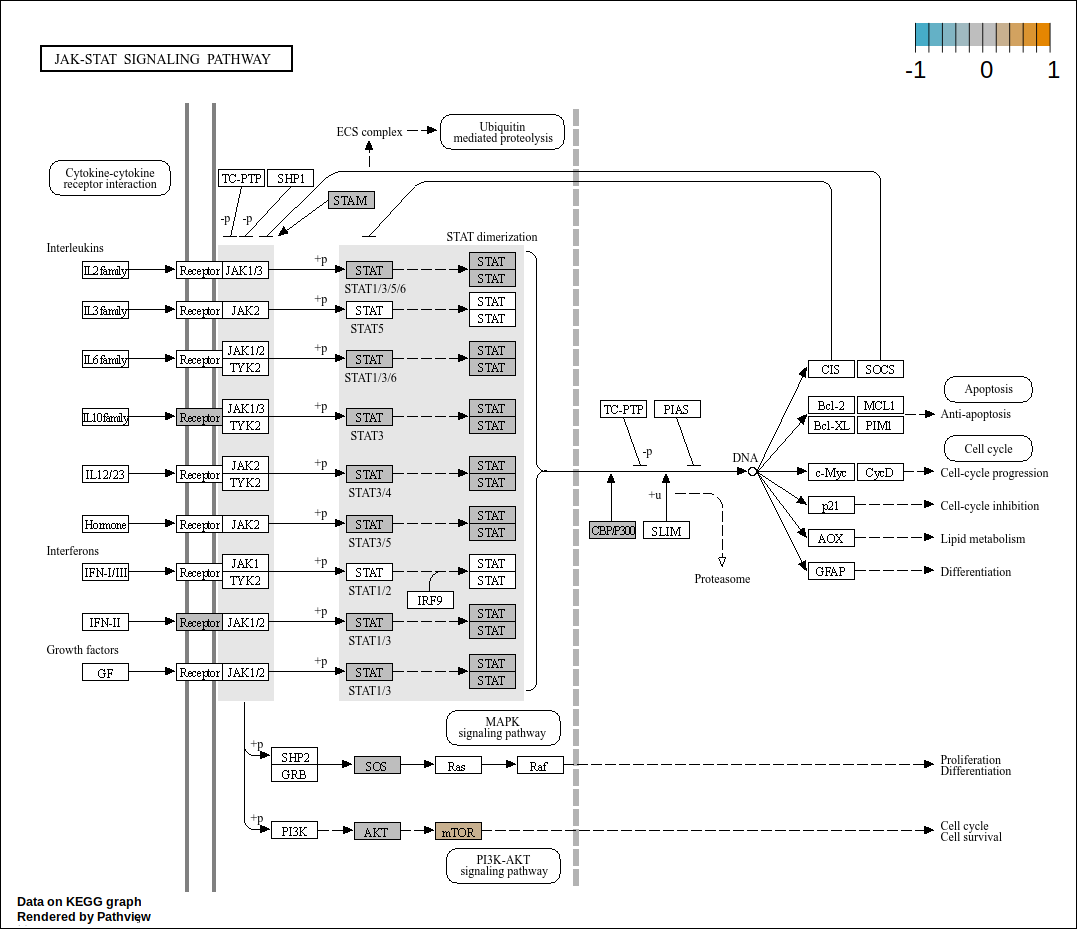 JAK-STAT SIGNALING PATHWAY
-1 0 1
ECS complex
Ubiquitin
mediated proteolysis
Cytokine-cytokine
receptor interaction
TC-PTP SHP1
STAM
-p -p
STAT dimerization
Interleukins
IL2 family Receptor JAK1/3 +p STAT STAT
STAT
STAT1/3/5/6
IL3 family Receptor JAK2 +p STAT STAT
STAT
STAT5
IL6 family Receptor JAK1/2 +p STAT STAT
TYK2 STAT
STAT1/3/6
CIS SOCS
Apoptosis
IL10 family Receptor JAK1/3 +p STAT STAT
TYK2 STAT
STAT3
TC-PTP PIAS
Bcl-2 MCL1
Anti-apoptosis
Bcl-XL PIM1
-p
Cell cycle
DNA
IL12/23 Receptor JAK2 +p STAT STAT
TYK2 STAT
STAT3/4
c-Myc CycD Cell-cycle progression
+u
p21 Cell-cycle inhibition
Hormone Receptor JAK2 +p STAT STAT
STAT
STAT3/5
CBP/P300 SLIM
AOX Lipid metabolism
Interferons
IFN-I/III Receptor JAK1 +p STAT STAT
TYK2 STAT
STAT1/2
IRF9
GFAP Differentiation
Proteasome
IFN-II Receptor JAK1/2 +p STAT STAT
STAT
STAT1/3
Growth factors
GF Receptor JAK1/2 +p STAT STAT
STAT
STAT1/3
MAPK
signaling pathway
+p
SHP2
GRB
SOS Ras Raf
Proliferation
Differentiation
+p
PI3K AKT mTOR
Cell cycle
Cell survival
PI3K-AKT
signaling pathway
Data on KEGG graph
Rendered by Pathview